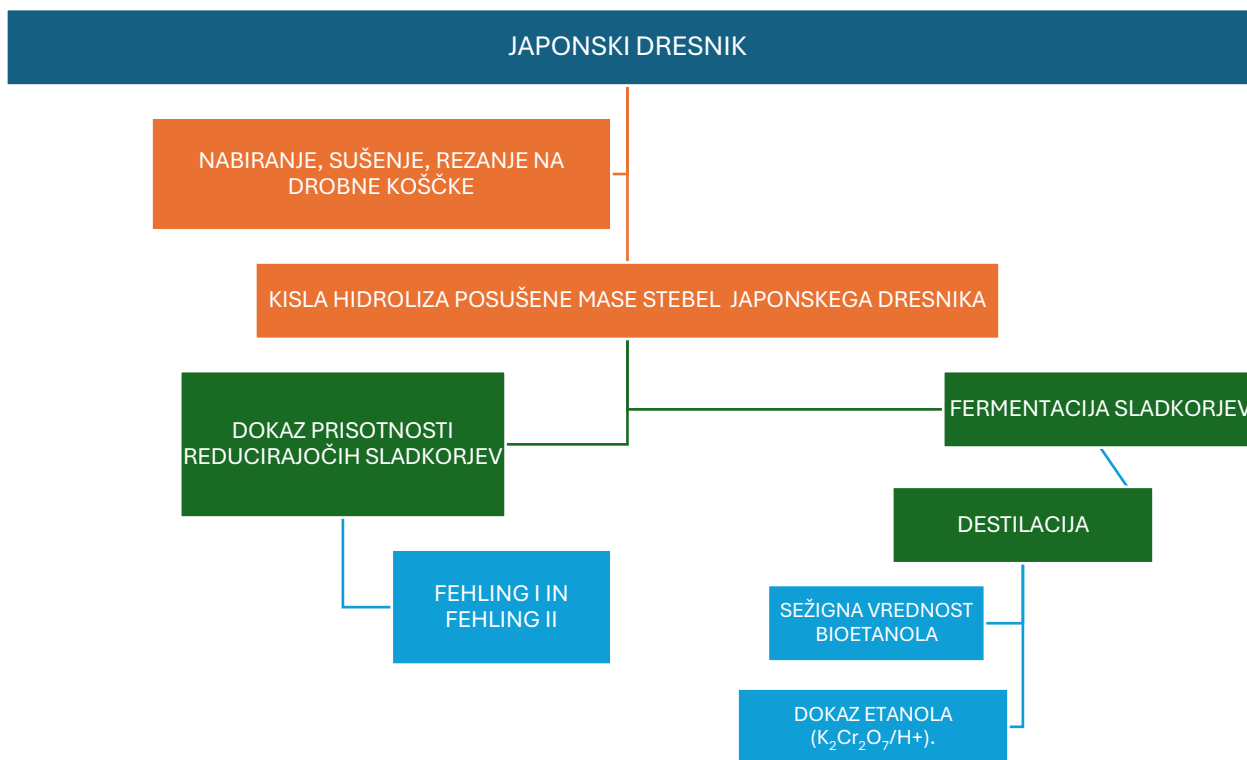 JAPONSKI DRESNIK
NABIRANJE, SUŠENJE, REZANJE NA
DROBNE KOŠČKE
KISLA HIDROLIZA POSUŠENE MASE STEBEL JAPONSKEGA DRESNIKA
DOKAZ PRISOTNOSTI
REDUCIRAJOČIH SLADKORJEV
FEHLING I IN
FEHLING II
FERMENTACIJA SLADKORJEV
DESTILACIJA
SEŽIGNA VREDNOST
BIOETANOLA
DOKAZ ETANOLA
(K₂Cr₂O₇/H+).